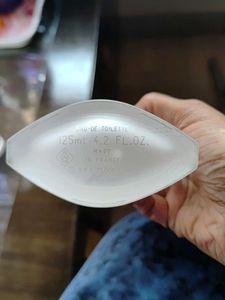 EAU DE TOILETTE
125ml 4.2 FL.OZ.
MADE
IN FRANCE